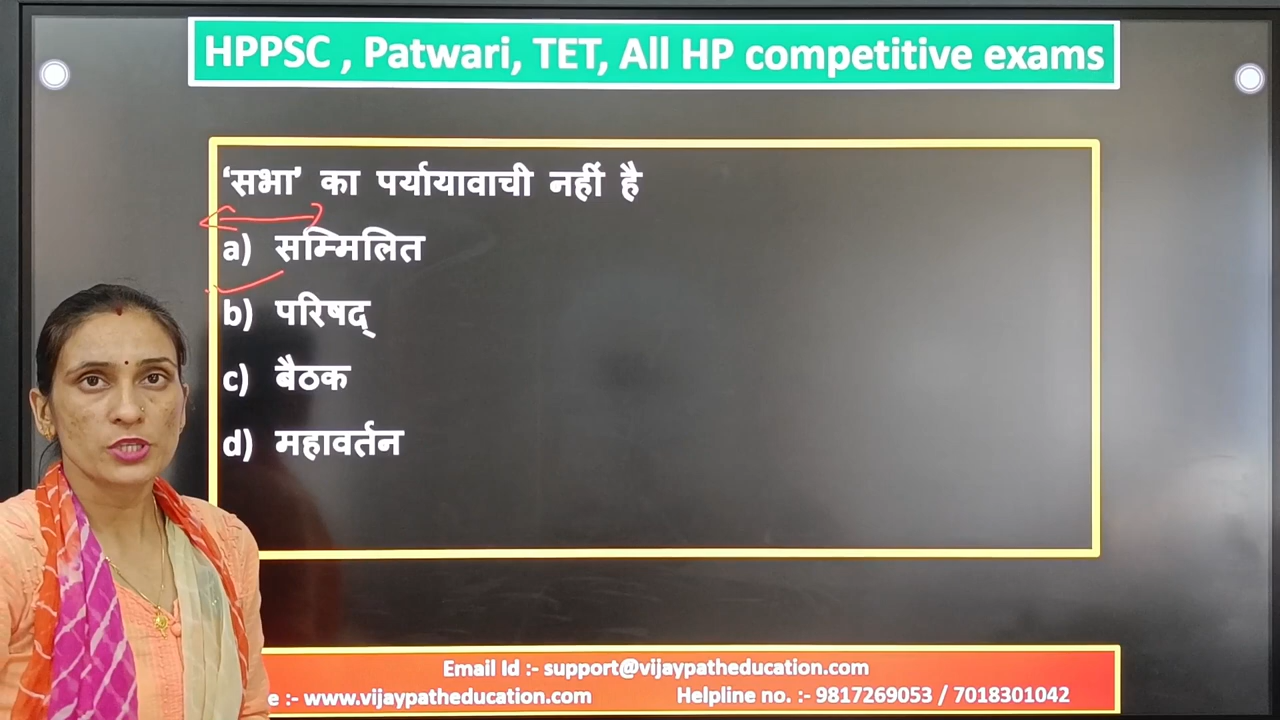 HPPSC , Patwari, TET, All HP competitive exams
‘सभा’ का पर्यायावाची नहीं है
a) सम्मिलित
b) परिषद्
c) बैठक
d) महावर्तन
Email Id :- support@vijaypatheducation.com
e :- www.vijaypatheducation.com Helpline no. :- 9817269053 / 7018301042